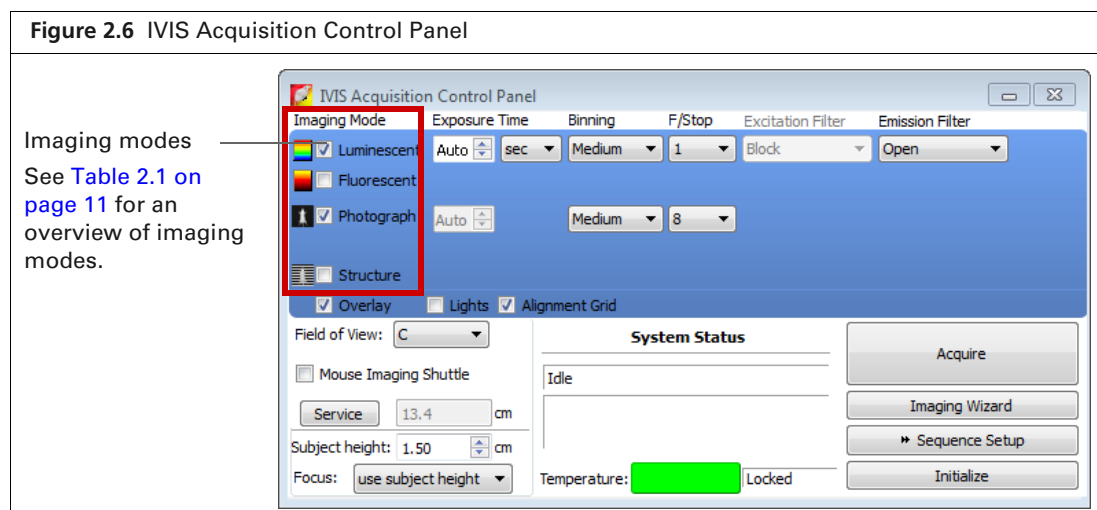 Figure 2.6 IVIS Acquisition Control Panel
Imaging modes
See Table 2.1 on
page 11 for an
overview of imaging
modes.
IVIS Acquisition Control Panel
Imaging Mode Exposure Time Binning F/Stop Excitation Filter Emission Filter
Luminescent Auto sec Medium 1 Block Open
Fluorescent
Photograph Auto Medium 8
Structure
Overlay Lights Alignment Grid
Field of View: C
Mouse Imaging Shuttle
Service 13.4 cm
Subject height: 1.50 cm
Focus: use subject height
System Status
Idle
Temperature: Locked
Acquire
Imaging Wizard
Sequence Setup
Initialize